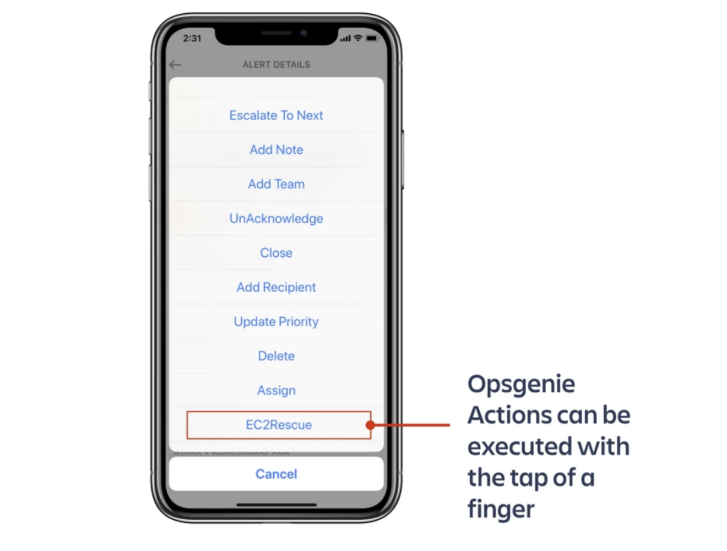 2:31
ALERT DETAILS
Escalate To Next
Add Note
Add Team
UnAcknowledge
Close
Add Recipient
Update Priority
Delete
Assign
EC2Rescue
Cancel
Opsgenie
Actions can be
executed with
the tap of a
finger